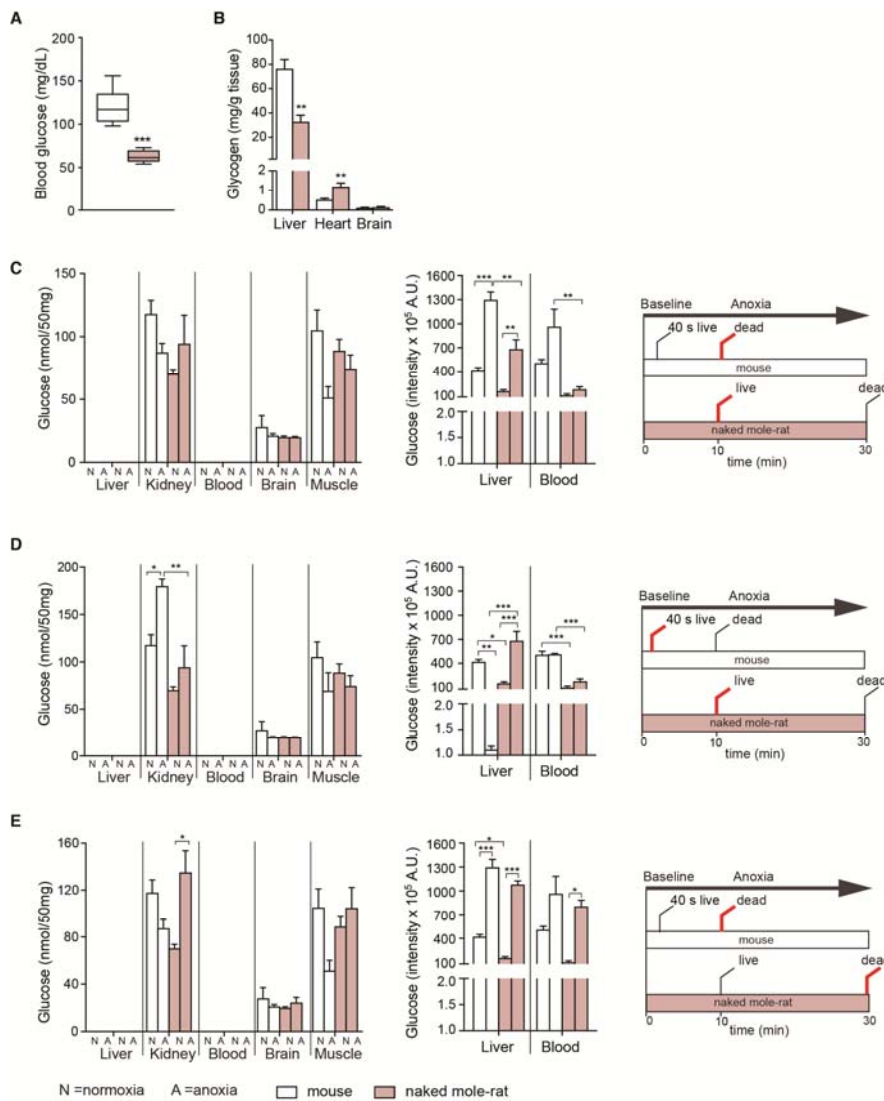 A
Blood glucose (mg/dL)
200
150
100
50
0
***
B
Glycogen (mg/g tissue)
100
80
60
40
20
2
1
0
**
**
Liver Heart Brain
C
Glucose (nmol/50mg)
150
100
50
0
N A N A N A N A N A N A N A N A N A N A
Liver Kidney Blood Brain Muscle
Glucose (intensity x 10⁵ A.U.)
1600
1300
1000
700
400
100
2.0
1.5
1.0
*** **
**
**
Liver Blood
Baseline Anoxia
40 s live dead
mouse
live dead
naked mole-rat
0 10 30
time (min)
D
Glucose (nmol/50mg)
200
150
100
50
0
* **
N A N A N A N A N A N A N A N A N A N A
Liver Kidney Blood Brain Muscle
Glucose (intensity x 10⁵ A.U.)
1600
1300
1000
700
400
100
2.0
1.5
1.0
***
***
*
**
***
***
Liver Blood
Baseline Anoxia
40 s live dead
mouse
live dead
naked mole-rat
0 10 30
time (min)
E
Glucose (nmol/50mg)
160
120
80
40
0
*
N A N A N A N A N A N A N A N A N A N A
Liver Kidney Blood Brain Muscle
Glucose (intensity x 10⁵ A.U.)
1600
1300
1000
700
400
100
2.0
1.5
1.0
*
***
***
*
Liver Blood
Baseline Anoxia
40 s live dead
mouse
live dead
naked mole-rat
0 10 30
time (min)
N =normoxia A =anoxia mouse naked mole-rat